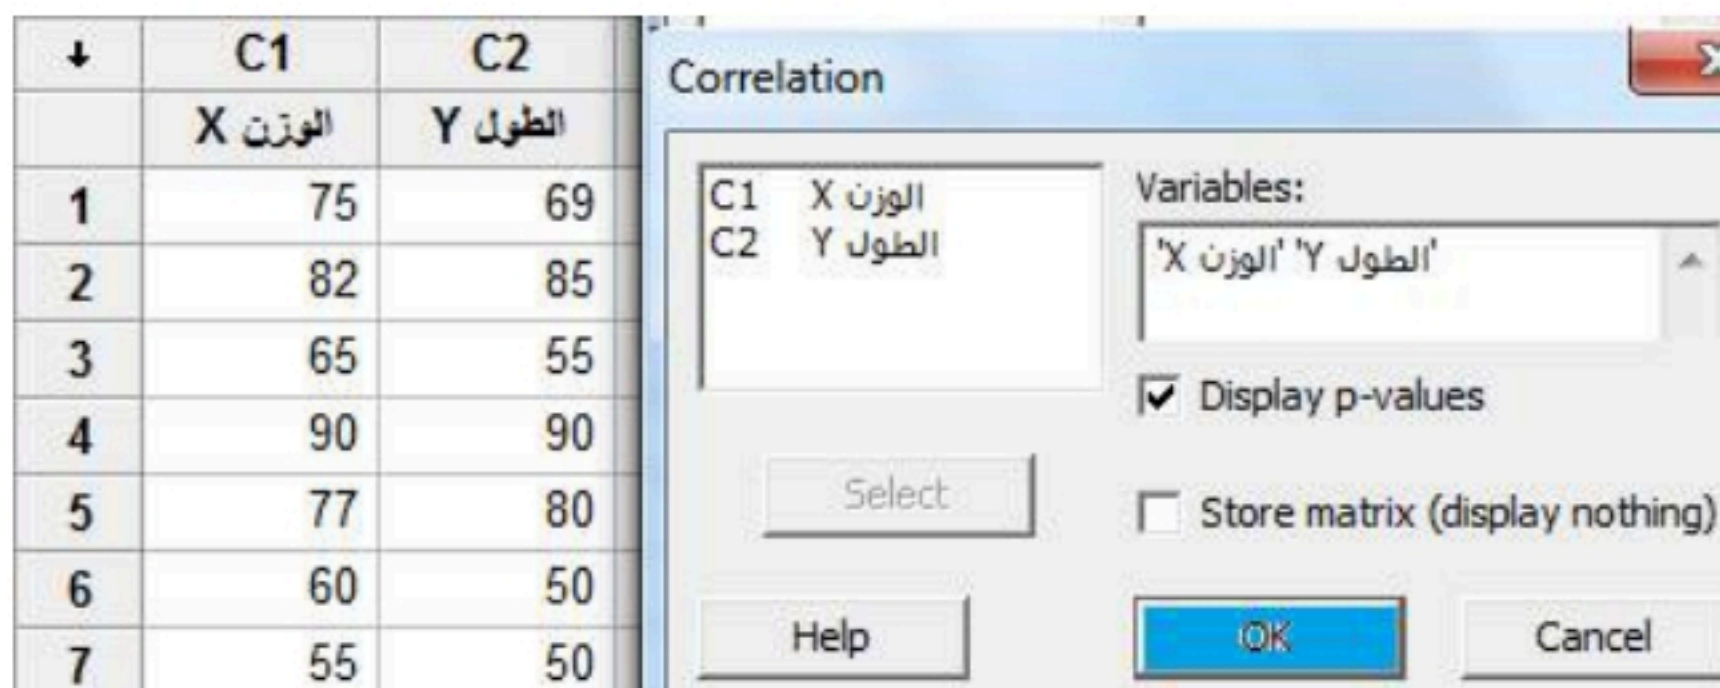 ↓ C1 C2
الوزن X الطول Y
1 75 69
2 82 85
3 65 55
4 90 90
5 77 80
6 60 50
7 55 50
Correlation
C1 الوزن X
C2 الطول Y
Variables:
'الوزن X' 'الطول Y'
Display p-values
Select
Store matrix (display nothing)
Help OK Cancel